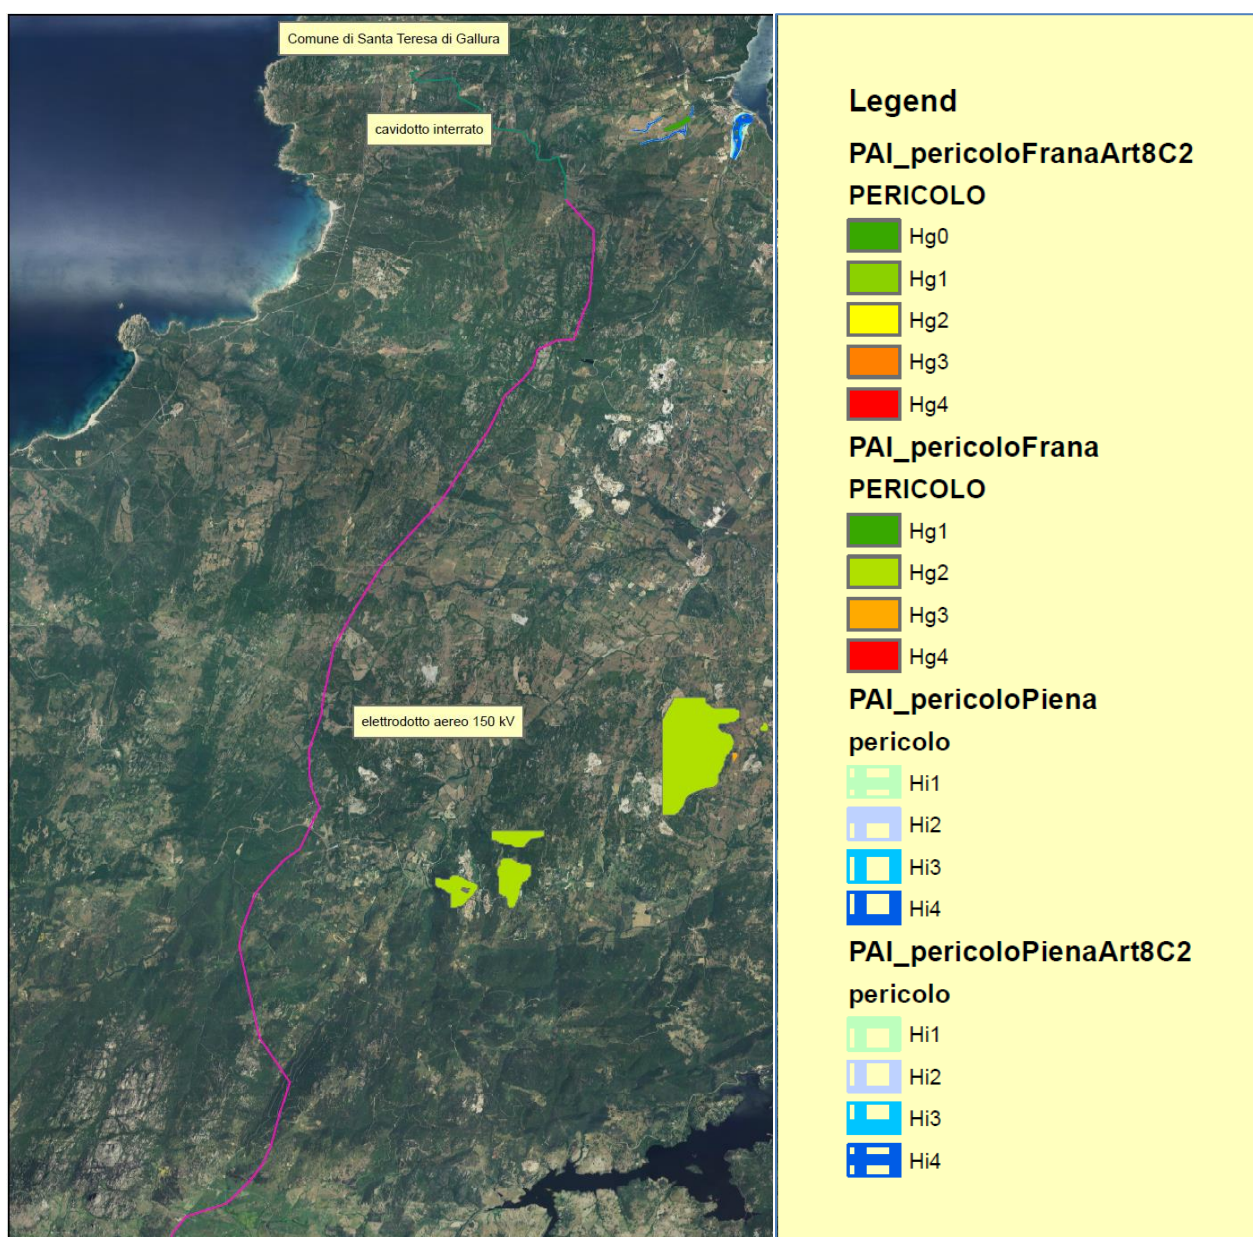 Comune di Santa Teresa di Gallura
cavidotto interrato
elettrodotto aereo 150 kV
Legend
PAI_pericoloFranaArt8C2
PERICOLO
Hg0
Hg1
Hg2
Hg3
Hg4
PAI_pericoloFrana
PERICOLO
Hg1
Hg2
Hg3
Hg4
PAI_pericoloPiena
pericolo
Hi1
Hi2
Hi3
Hi4
PAI_pericoloPienaArt8C2
pericolo
Hi1
Hi2
Hi3
Hi4